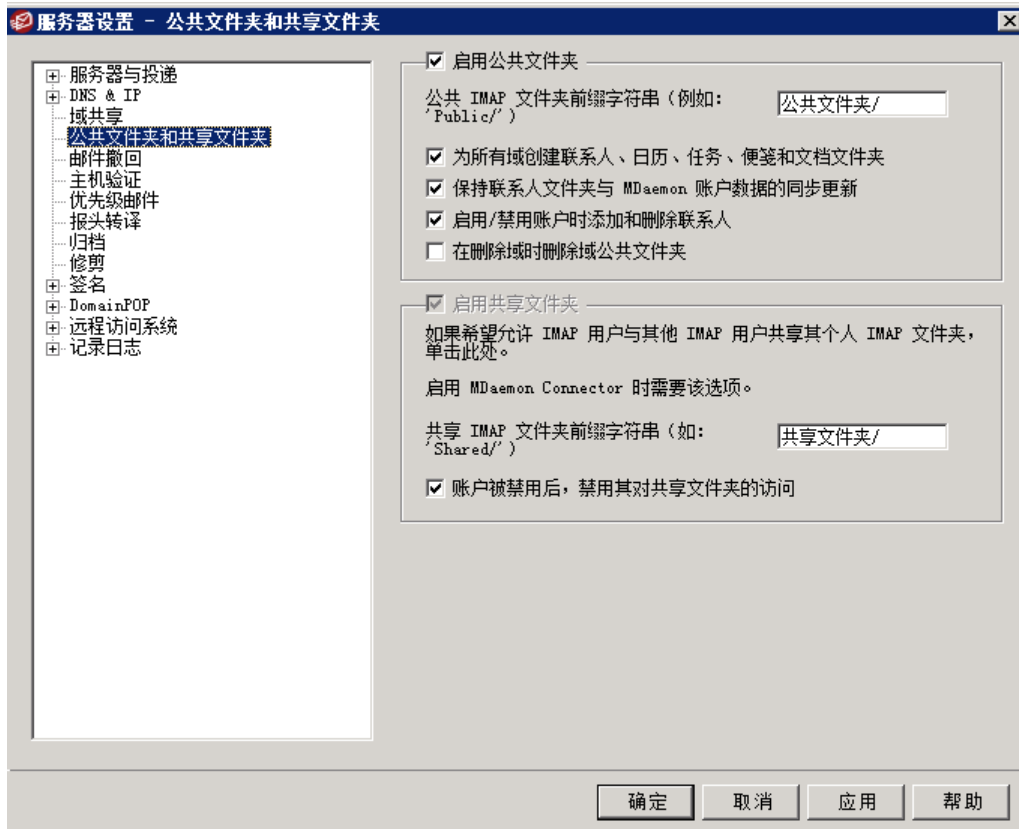 服务器设置 - 公共文件夹和共享文件夹
服务器与投递
DNS & IP
域共享
公共文件夹和共享文件夹
邮件撤回
主机验证
优先级邮件
报头转译
归档
修剪
签名
DomainPOP
远程访问系统
记录日志
启用公共文件夹
公共 IMAP 文件夹前缀字符串（例如：
'Public/'）
公共文件夹/
为所有域创建联系人、日历、任务、便笺和文档文件夹
保持联系人文件夹与 MDaemon 账户数据的同步更新
启用/禁用账户时添加和删除联系人
在删除域时删除域公共文件夹
启用共享文件夹
如果希望允许 IMAP 用户与其他 IMAP 用户共享其个人 IMAP 文件夹，
单击此处。
启用 MDaemon Connector 时需要该选项。
共享 IMAP 文件夹前缀字符串（如：
'Shared/'）
共享文件夹/
账户被禁用后，禁用其对共享文件夹的访问
确定
取消
应用
帮助